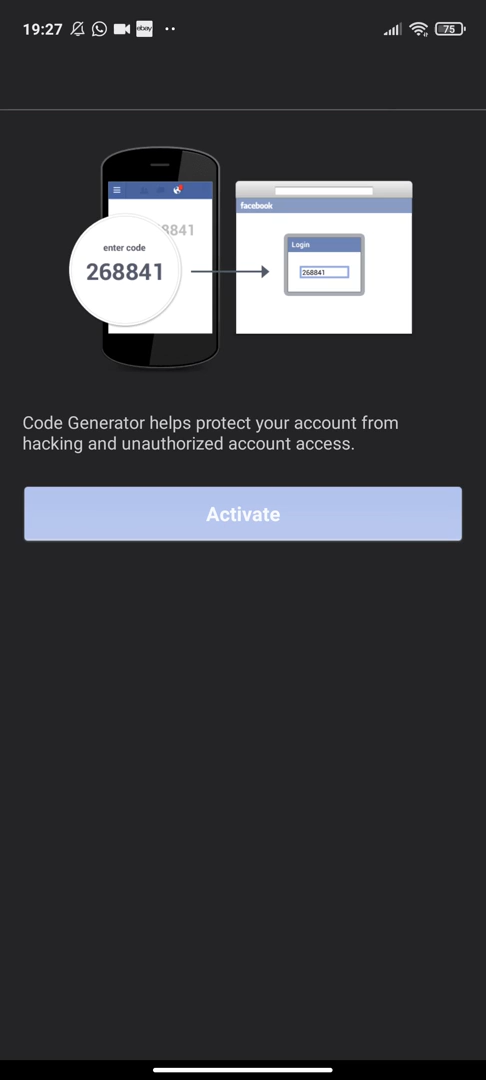 19:27
ebay
75
8841
enter code
268841
facebook
Login
268841
Code Generator helps protect your account from
hacking and unauthorized account access.
Activate